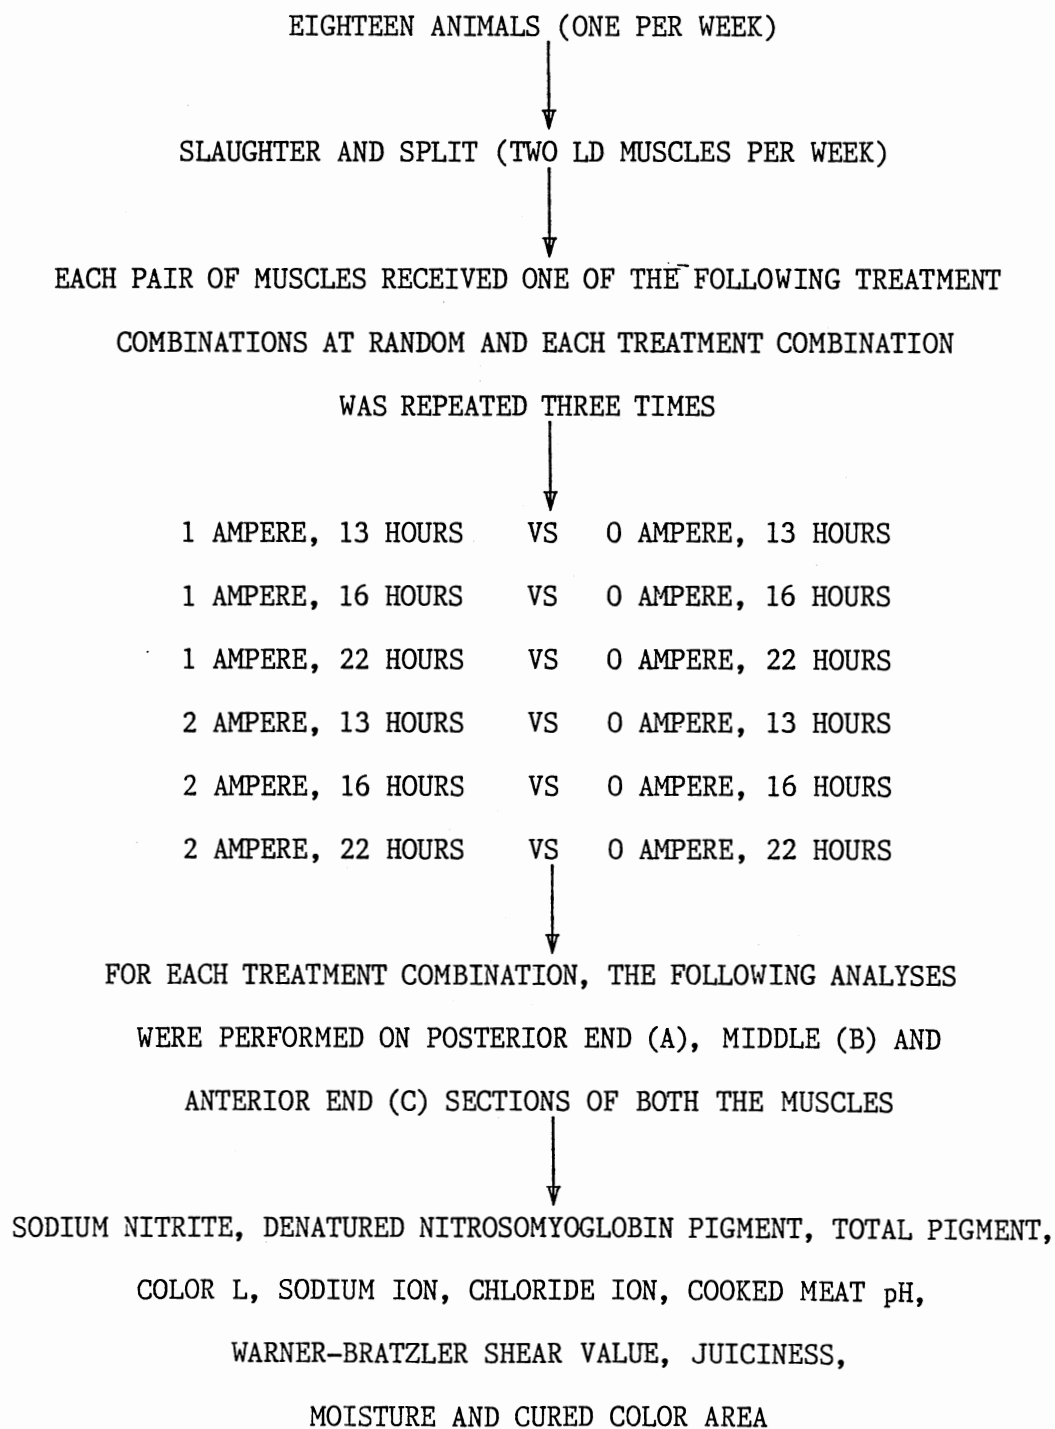 EIGHTEEN ANIMALS (ONE PER WEEK)
SLAUGHTER AND SPLIT (TWO LD MUSCLES PER WEEK)
EACH PAIR OF MUSCLES RECEIVED ONE OF THE FOLLOWING TREATMENT
COMBINATIONS AT RANDOM AND EACH TREATMENT COMBINATION
WAS REPEATED THREE TIMES
1 AMPERE, 13 HOURS VS 0 AMPERE, 13 HOURS
1 AMPERE, 16 HOURS VS 0 AMPERE, 16 HOURS
1 AMPERE, 22 HOURS VS 0 AMPERE, 22 HOURS
2 AMPERE, 13 HOURS VS 0 AMPERE, 13 HOURS
2 AMPERE, 16 HOURS VS 0 AMPERE, 16 HOURS
2 AMPERE, 22 HOURS VS 0 AMPERE, 22 HOURS
FOR EACH TREATMENT COMBINATION, THE FOLLOWING ANALYSES
WERE PERFORMED ON POSTERIOR END (A), MIDDLE (B) AND
ANTERIOR END (C) SECTIONS OF BOTH THE MUSCLES
SODIUM NITRITE, DENATURED NITROSOMYOGLOBIN PIGMENT, TOTAL PIGMENT,
COLOR L, SODIUM ION, CHLORIDE ION, COOKED MEAT pH,
WARNER-BRATZLER SHEAR VALUE, JUICINESS,
MOISTURE AND CURED COLOR AREA